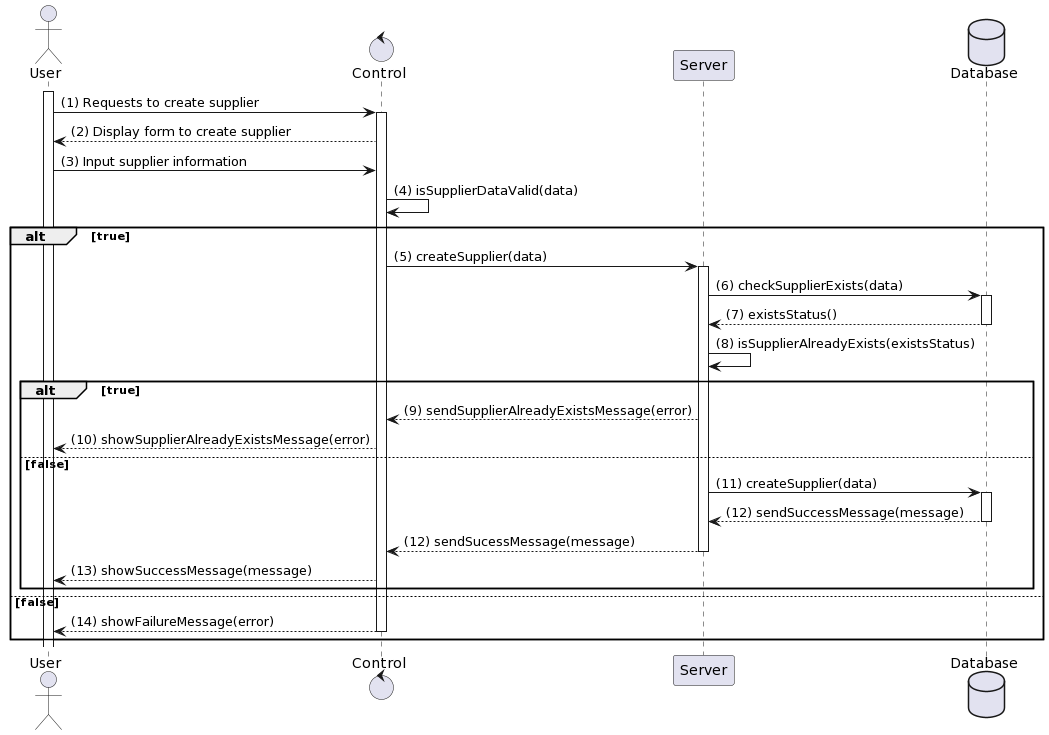 User
Control
Server
Database
(1) Requests to create supplier
(2) Display form to create supplier
(3) Input supplier information
(4) isSupplierDataValid(data)
alt [true]
(5) createSupplier(data)
(6) checkSupplierExists(data)
(7) existsStatus()
(8) isSupplierAlreadyExists(existsStatus)
alt [true]
(9) sendSupplierAlreadyExistsMessage(error)
(10) showSupplierAlreadyExistsMessage(error)
[false]
(11) createSupplier(data)
(12) sendSuccessMessage(message)
(12) sendSucessMessage(message)
(13) showSuccessMessage(message)
[false]
(14) showFailureMessage(error)
User
Control
Server
Database